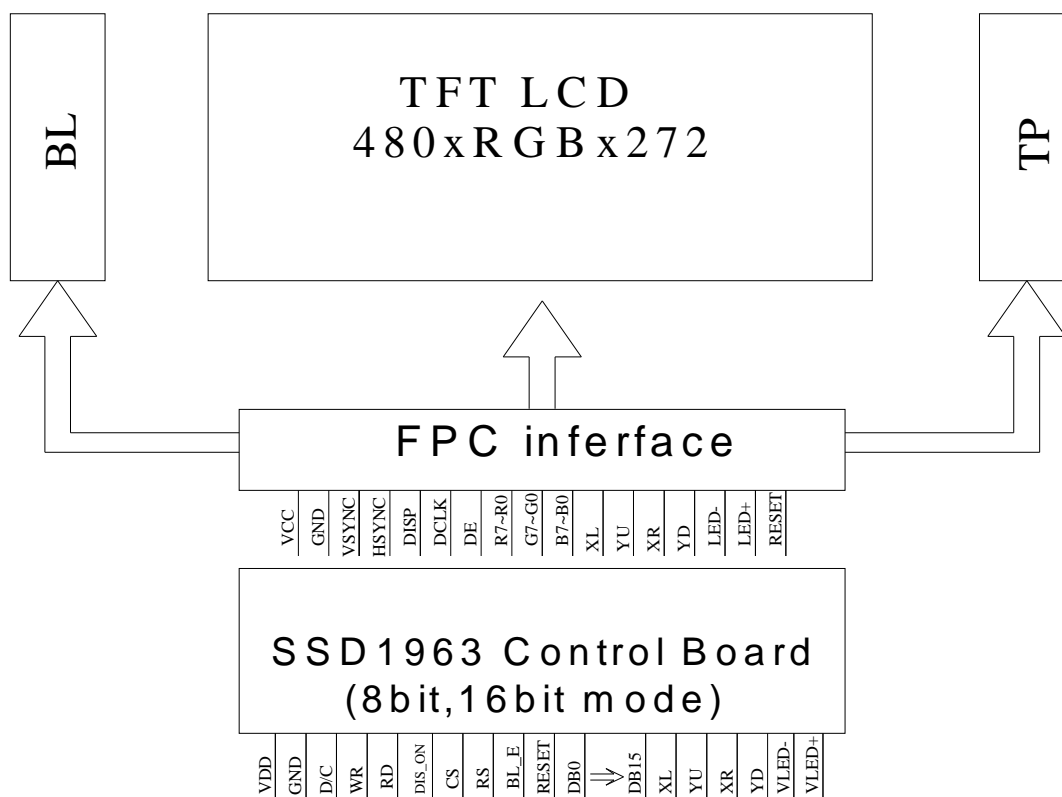 BL
TFT LCD
480xRGBx272
TP
FPC inferface
VCC
GND
VSYNC
HSYNC
DISP
DCLK
DE
R7~R0
G7~G0
B7~B0
XL
YU
XR
YD
LED-
LED+
RESET
SSD1963 Control Board
(8bit,16bit mode)
VDD
GND
D/C
WR
RD
DIS_ON
CS
RS
BL_E
RESET
DB0
DB15
XL
YU
XR
YD
VLED-
VLED+